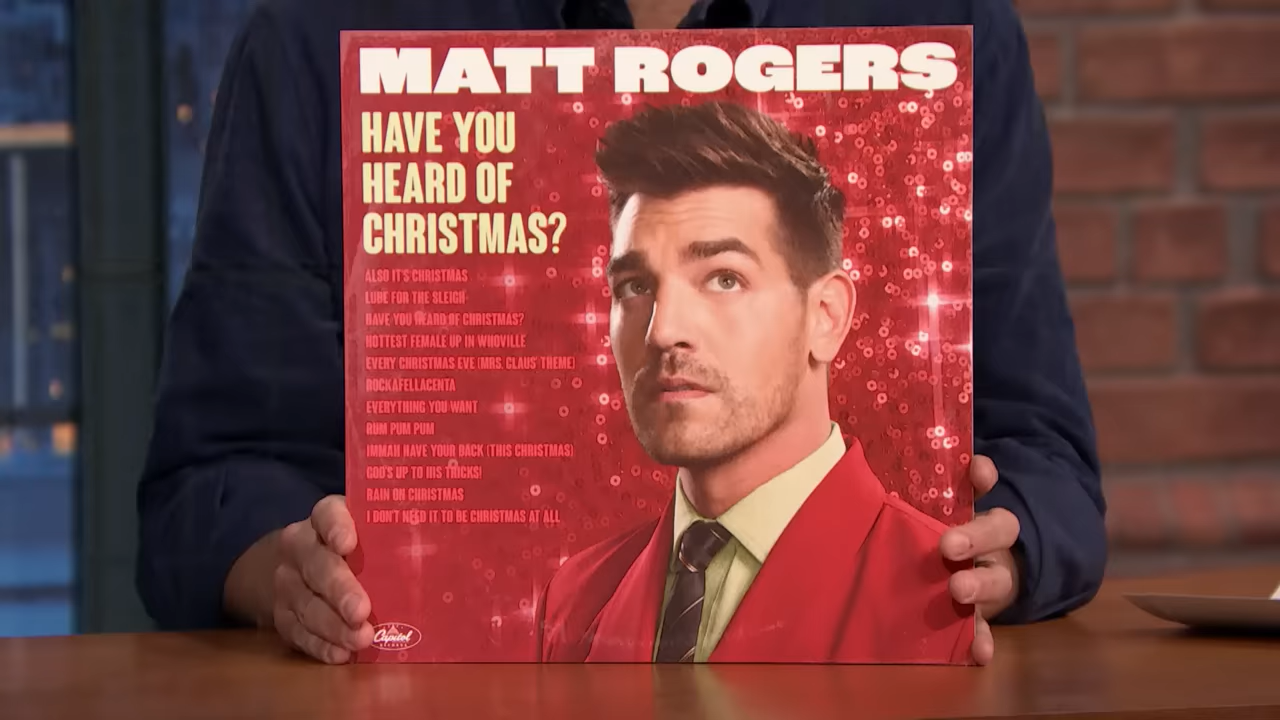 MATT ROGERS
HAVE YOU
HEARD OF
CHRISTMAS?
ALSO IT'S CHRISTMAS
LUBE FOR THE SLEIGH
HAVE YOU HEARD OF CHRISTMAS?
HOTTEST FEMALE UP IN WHOVILLE
EVERY CHRISTMAS EVE (MRS. CLAUS' THEME)
ROCKAFELLACENTA
EVERYTHING YOU WANT
RUM PUM PUM
IMMAH HAVE YOUR BACK (THIS CHRISTMAS)
GOD'S UP TO HIS TRICKS!
RAIN ON CHRISTMAS
I DON'T NEED IT TO BE CHRISTMAS AT ALL
Capitol
RECORDS